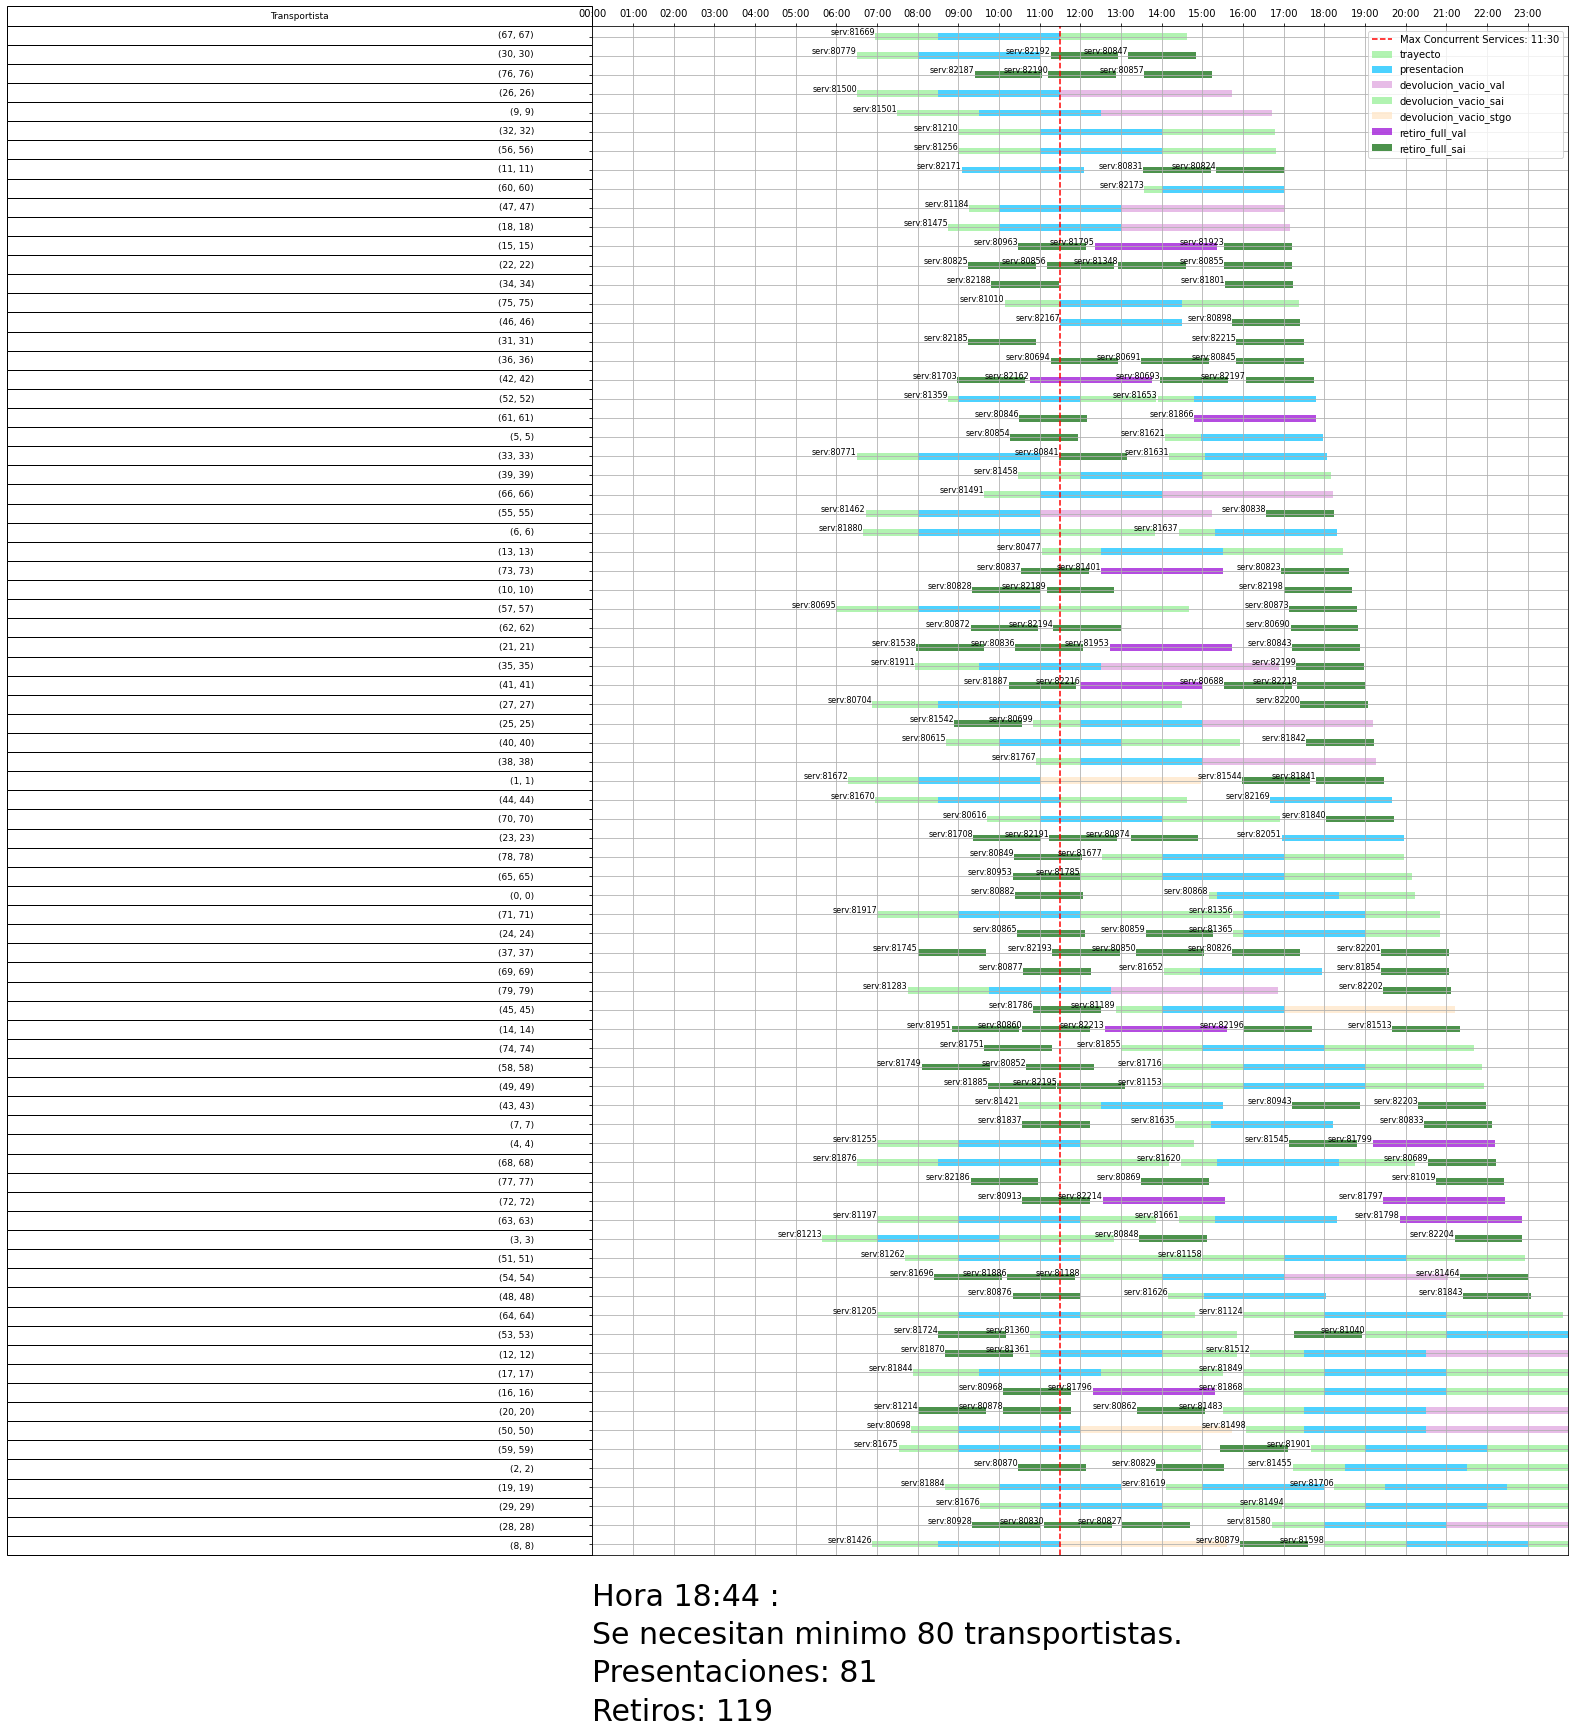 Transportista
00:00 01:00 02:00 03:00 04:00 05:00 06:00 07:00 08:00 09:00 10:00 11:00 12:00 13:00 14:00 15:00 16:00 17:00 18:00 19:00 20:00 21:00 22:00 23:00
Max Concurrent Services: 11:30
trayecto
presentacion
devolucion_vacio_val
devolucion_vacio_sai
devolucion_vacio_stgo
retiro_full_val
retiro_full_sai
(67, 67) serv:81669
(30, 30) serv:80779 serv:82192 serv:80847
(76, 76) serv:82187 serv:82190 serv:80857
(26, 26) serv:81500
(9, 9) serv:81501
(32, 32) serv:81210
(56, 56) serv:81256
(11, 11) serv:82171 serv:80831 serv:80824
(60, 60) serv:82173
(47, 47) serv:81184
(18, 18) serv:81475
(15, 15) serv:80963 serv:81795 serv:81923
(22, 22) serv:80825 serv:80856 serv:81348 serv:80855
(34, 34) serv:82188 serv:81801
(75, 75) serv:81010
(46, 46) serv:82167 serv:80898
(31, 31) serv:82185 serv:82215
(36, 36) serv:80694 serv:80691 serv:80845
(42, 42) serv:81703 serv:82162 serv:80693 serv:82197
(52, 52) serv:81359 serv:81653
(61, 61) serv:80846 serv:81866
(5, 5) serv:80854 serv:81621
(33, 33) serv:80771 serv:80841 serv:81631
(39, 39) serv:81458
(66, 66) serv:81491
(55, 55) serv:81462 serv:80838
(6, 6) serv:81880 serv:81637
(13, 13) serv:80477
(73, 73) serv:80837 serv:81401 serv:80823
(10, 10) serv:80828 serv:82189 serv:82198
(57, 57) serv:80695 serv:80873
(62, 62) serv:80872 serv:82194 serv:80690
(21, 21) serv:81538 serv:80836 serv:81953 serv:80843
(35, 35) serv:81911 serv:82199
(41, 41) serv:81887 serv:82216 serv:80688 serv:82218
(27, 27) serv:80704 serv:82200
(25, 25) serv:81542 serv:80699
(40, 40) serv:80615 serv:81842
(38, 38) serv:81767
(1, 1) serv:81672 serv:81544 serv:81841
(44, 44) serv:81670 serv:82169
(70, 70) serv:80616 serv:81840
(23, 23) serv:81708 serv:82191 serv:80874 serv:82051
(78, 78) serv:80849 serv:81677
(65, 65) serv:80953 serv:81785
(0, 0) serv:80882 serv:80868
(71, 71) serv:81917 serv:81356
(24, 24) serv:80865 serv:80859 serv:81365
(37, 37) serv:81745 serv:82193 serv:80850 serv:80826 serv:82201
(69, 69) serv:80877 serv:81652 serv:81854
(79, 79) serv:81283 serv:82202
(45, 45) serv:81786 serv:81189
(14, 14) serv:81951 serv:80860 serv:82213 serv:82196 serv:81513
(74, 74) serv:81751 serv:81855
(58, 58) serv:81749 serv:80852 serv:81716
(49, 49) serv:81885 serv:82195 serv:81153
(43, 43) serv:81421 serv:80943 serv:82203
(7, 7) serv:81837 serv:81635 serv:80833
(4, 4) serv:81255 serv:81545 serv:81799
(68, 68) serv:81876 serv:81620 serv:80689
(77, 77) serv:82186 serv:80869 serv:81019
(72, 72) serv:80913 serv:82214 serv:81797
(63, 63) serv:81197 serv:81661 serv:81798
(3, 3) serv:81213 serv:80848 serv:82204
(51, 51) serv:81262 serv:81158
(54, 54) serv:81696 serv:81886 serv:81188 serv:81464
(48, 48) serv:80876 serv:81626 serv:81843
(64, 64) serv:81205 serv:81124
(53, 53) serv:81724 serv:81360 serv:81040
(12, 12) serv:81870 serv:81361 serv:81512
(17, 17) serv:81844 serv:81849
(16, 16) serv:80968 serv:81796 serv:81868
(20, 20) serv:81214 serv:80878 serv:80862 serv:81483
(50, 50) serv:80698 serv:81498
(59, 59) serv:81675 serv:81901
(2, 2) serv:80870 serv:80829 serv:81455
(19, 19) serv:81884 serv:81619 serv:81706
(29, 29) serv:81676 serv:81494
(28, 28) serv:80928 serv:80830 serv:80827 serv:81580
(8, 8) serv:81426 serv:80879 serv:81598
Hora 18:44 :
Se necesitan minimo 80 transportistas.
Presentaciones: 81
Retiros: 119